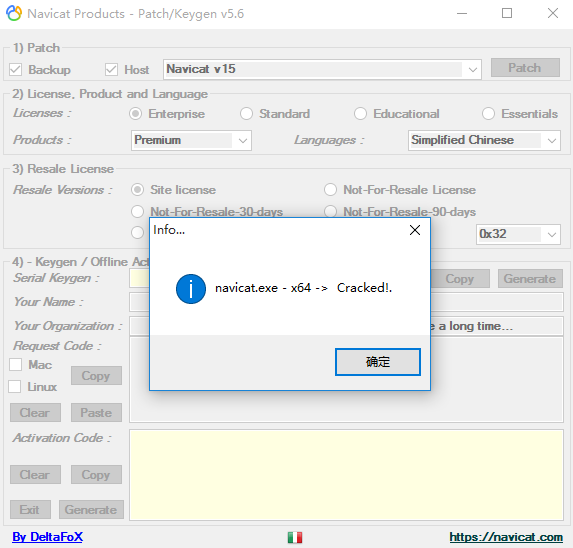 Navicat Products - Patch/Keygen v5.6
1) Patch
Backup Host Navicat v15 Patch
2) License, Product and Language
Licenses : Enterprise Standard Educational Essentials
Products : Premium Languages : Simplified Chinese
3) Resale License
Resale Versions : Site license Not-For-Resale License
Not-For-Resale-30-days Not-For-Resale-90-days
0x32
Info...
navicat.exe - x64 -> Cracked!.
确定
4) - Keygen / Offline Act
Serial Keygen : Copy Generate
Your Name :
Your Organization : a long time...
Request Code :
Mac
Linux
Copy
Clear Paste
Activation Code :
Clear Copy
Exit Generate
By DeltaFoX https://navicat.com